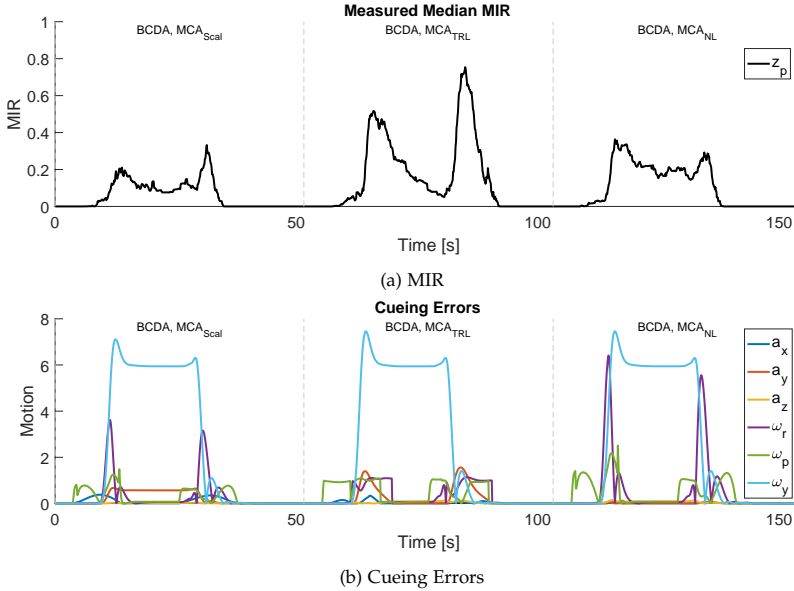 Measured Median MIR
BCDA, MCA_Scal
BCDA, MCA_TRL
BCDA, MCA_NL
z_p
MIR
1
0.8
0.6
0.4
0.2
0
0
50
100
150
Time [s]
(a) MIR
Cueing Errors
BCDA, MCA_Scal
BCDA, MCA_TRL
BCDA, MCA_NL
a_x
a_y
a_z
ω_r
ω_p
ω_y
Motion
8
6
4
2
0
0
50
100
150
Time [s]
(b) Cueing Errors